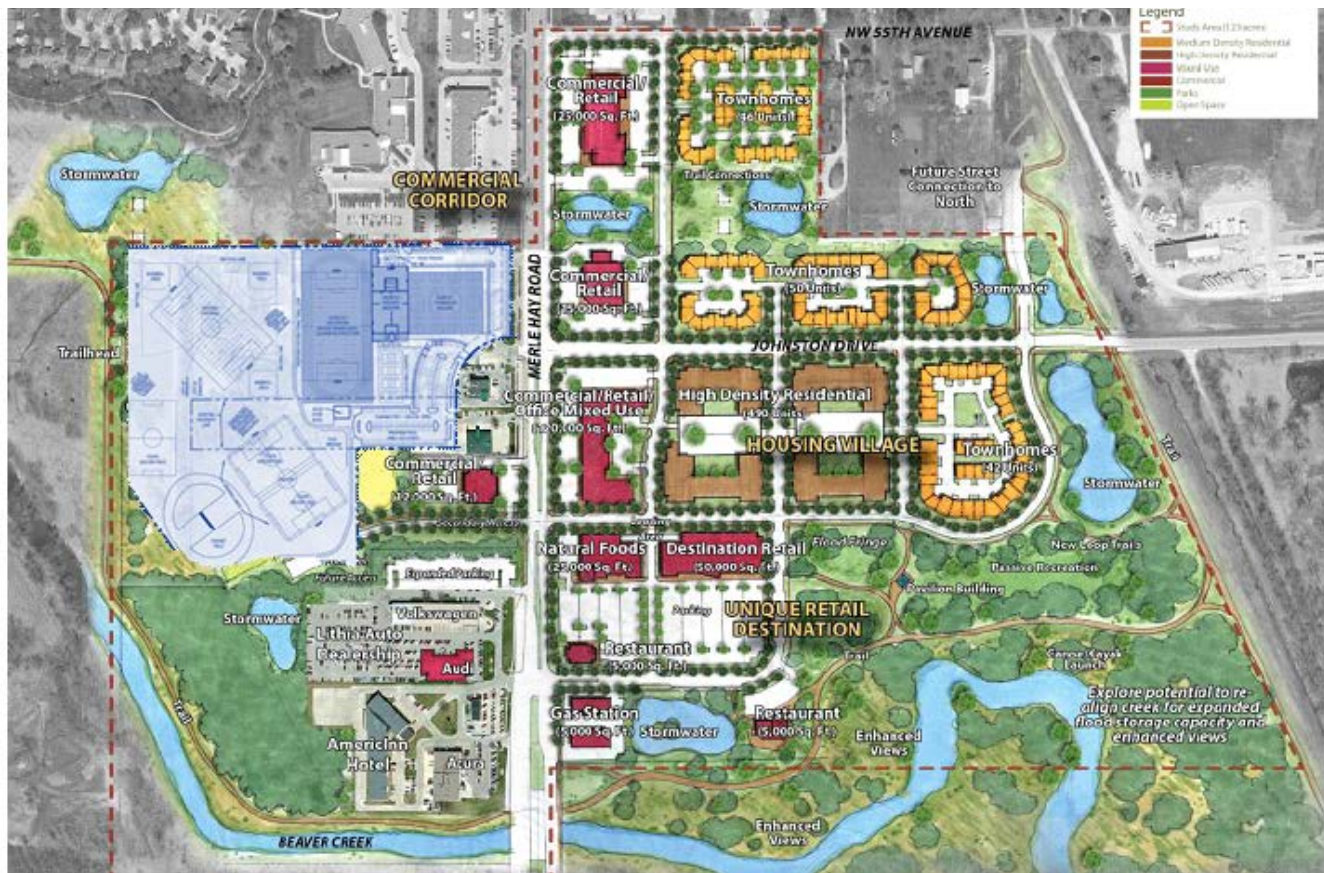 Legend
Medium Density Residential
High Density Residential
Mixed Use
Commercial
Parks
Open Space
NW 55TH AVENUE
Commercial/
Retail
(25,000 Sq. Ft.)
Townhomes
(46 Units)
Trail Connections
Stormwater
COMMERCIAL
CORRIDOR
Stormwater
Stormwater
Future Street
Connection to
North
MERLE HAY ROAD
Commercial/
Retail
Townhomes
(50 Units)
Stormwater
Trailhead
JOHNSTON DRIVE
Commercial/Retail/
Office Mixed Use
High Density Residential
(490 Units)
HOUSING VILLAGE
Townhomes
(42 Units)
Trail
Stormwater
Commercial/
Retail
(12,000 Sq. Ft.)
Natural Foods
(25,000 Sq. Ft.)
Destination Retail
(50,000 Sq. Ft.)
Flood Fringe
New Loop Trails
Passive Recreation
Pavilion Building
Future Access
Expanded Parking
Parking
UNIQUE RETAIL
DESTINATION
Stormwater
Volkswagen
Lithia Auto
Dealership
Audi
Restaurant
(5,000 Sq. Ft.)
Trail
Canoe/Kayak
Launch
Trail
Gas Station
(5,000 Sq. Ft.)
Stormwater
Restaurant
(5,000 Sq. Ft.)
Enhanced
Views
Explore potential to re-
align creek for expanded
flood storage capacity and
enhanced views
AmericInn
Hotel
Acura
BEAVER CREEK
Enhanced
Views